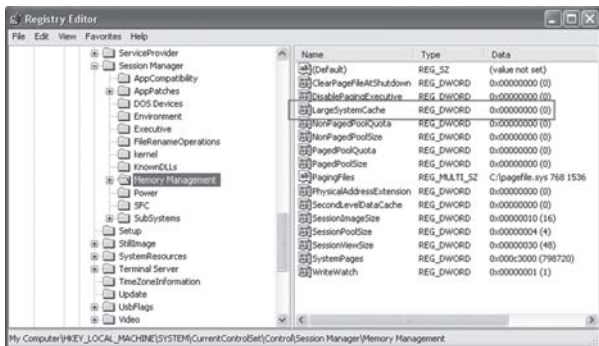 Registry Editor
File Edit View Favorites Help
ServiceProvider
Session Manager
AppCompatibility
AppPatches
DOS Devices
Environment
Executive
FileRenameOperations
kernel
KnownDLLs
Memory Management
Power
SFC
SubSystems
Setup
StillImage
SystemResources
Terminal Server
TimeZoneInformation
Update
UsbFlags
Video
Name Type Data
(Default) REG_SZ (value not set)
ClearPageFileAtShutdown REG_DWORD 0x00000000 (0)
DisablePagingExecutive REG_DWORD 0x00000000 (0)
LargeSystemCache REG_DWORD 0x00000000 (0)
NonPagedPoolQuota REG_DWORD 0x00000000 (0)
NonPagedPoolSize REG_DWORD 0x00000000 (0)
PagedPoolQuota REG_DWORD 0x00000000 (0)
PagedPoolSize REG_DWORD 0x00000000 (0)
PagingFiles REG_MULTI_SZ C:\pagefile.sys 768 1536
PhysicalAddressExtension REG_DWORD 0x00000000 (0)
SecondLevelDataCache REG_DWORD 0x00000000 (0)
SessionImageSize REG_DWORD 0x00000010 (16)
SessionPoolSize REG_DWORD 0x00000004 (4)
SessionViewSize REG_DWORD 0x00000030 (48)
SystemPages REG_DWORD 0x000c3000 (798720)
WriteWatch REG_DWORD 0x00000001 (1)
My Computer\HKEY_LOCAL_MACHINE\SYSTEM\CurrentControlSet\Control\Session Manager\Memory Management